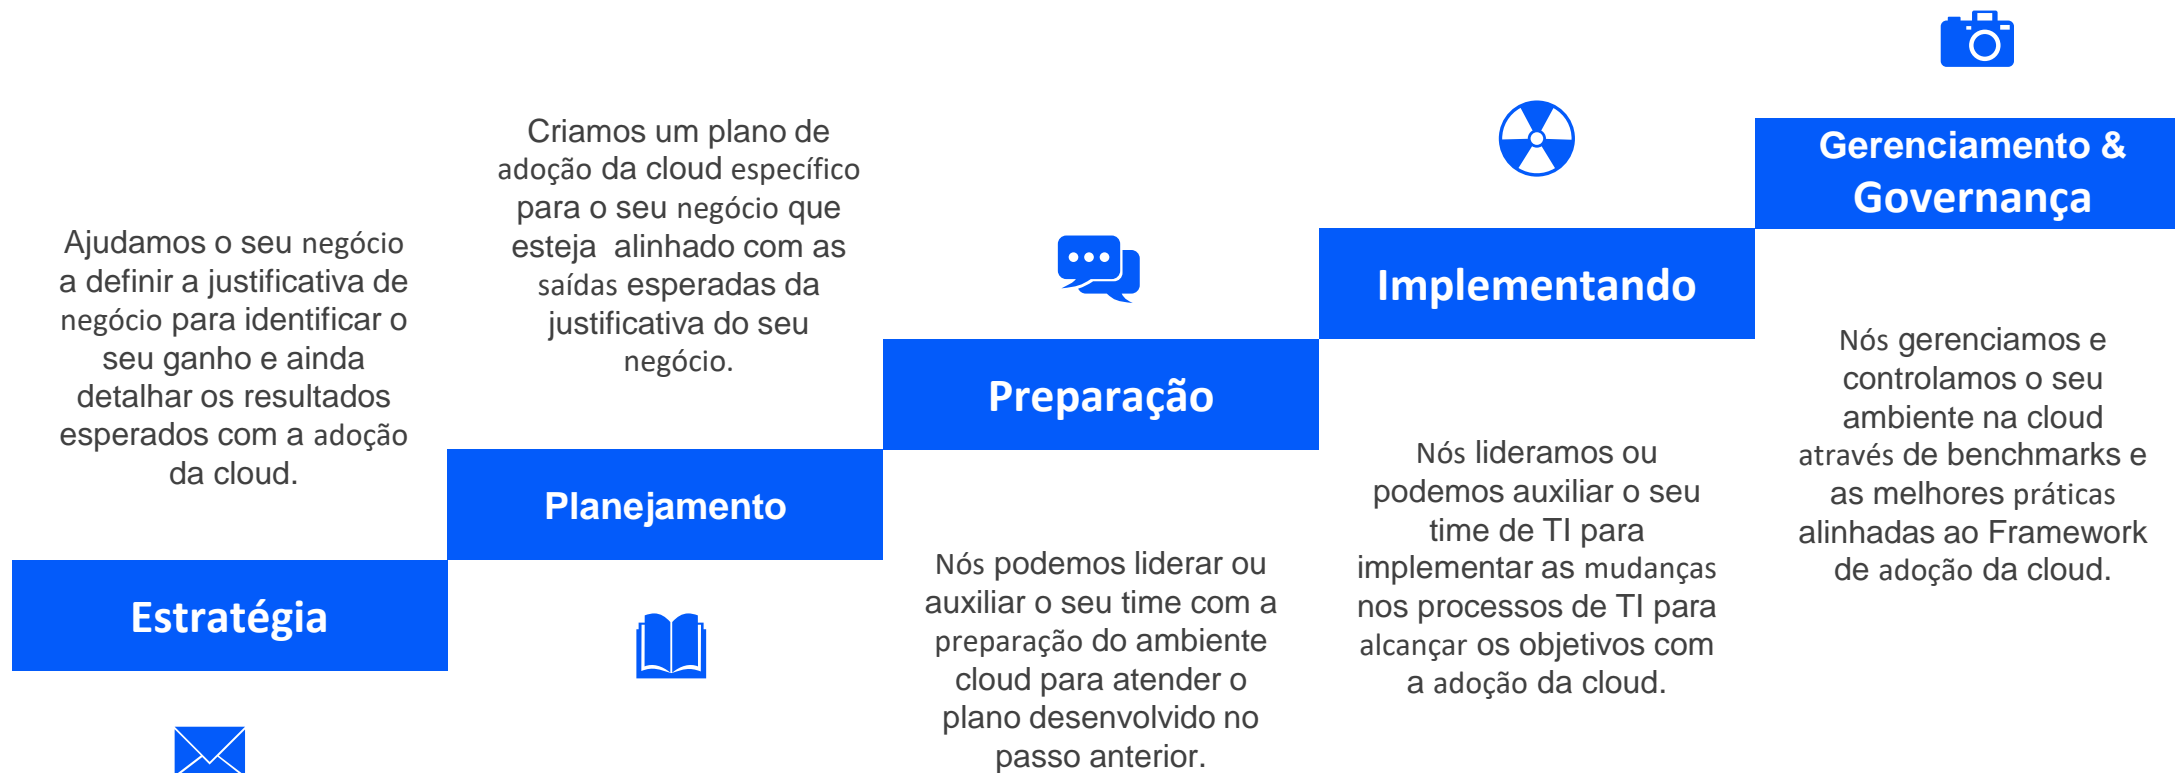 Ajudamos o seu negócio
a definir a justificativa de
negócio para identificar o
seu ganho e ainda
detalhar os resultados
esperados com a adoção
da cloud.
Estratégia
Criamos um plano de
adoção da cloud específico
para o seu negócio que
esteja alinhado com as
saídas esperadas da
justificativa do seu
negócio.
Planejamento
Preparação
Nós podemos liderar ou
auxiliar o seu time com a
preparação do ambiente
cloud para atender o
plano desenvolvido no
passo anterior.
Implementando
Nós lideramos ou
podemos auxiliar o seu
time de TI para
implementar as mudanças
nos processos de TI para
alcançar os objetivos com
a adoção da cloud.
Gerenciamento &
Governança
Nós gerenciamos e
controlamos o seu
ambiente na cloud
através de benchmarks e
as melhores práticas
alinhadas ao Framework
de adoção da cloud.